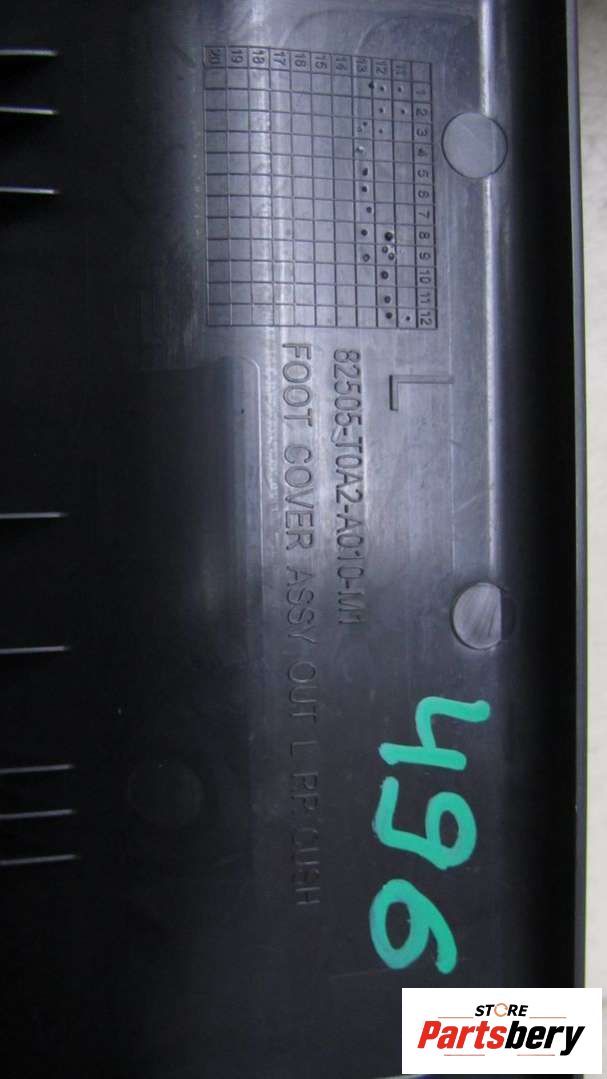 1 2 3 4 5 6 7 8 9 10 11 12
11
12
13
14
15
16
17
18
19
20
L
82505-T0A2-A010-M1
FOOT COVER ASSY OUT L RR/CUSH
496
STORE
Partsbery